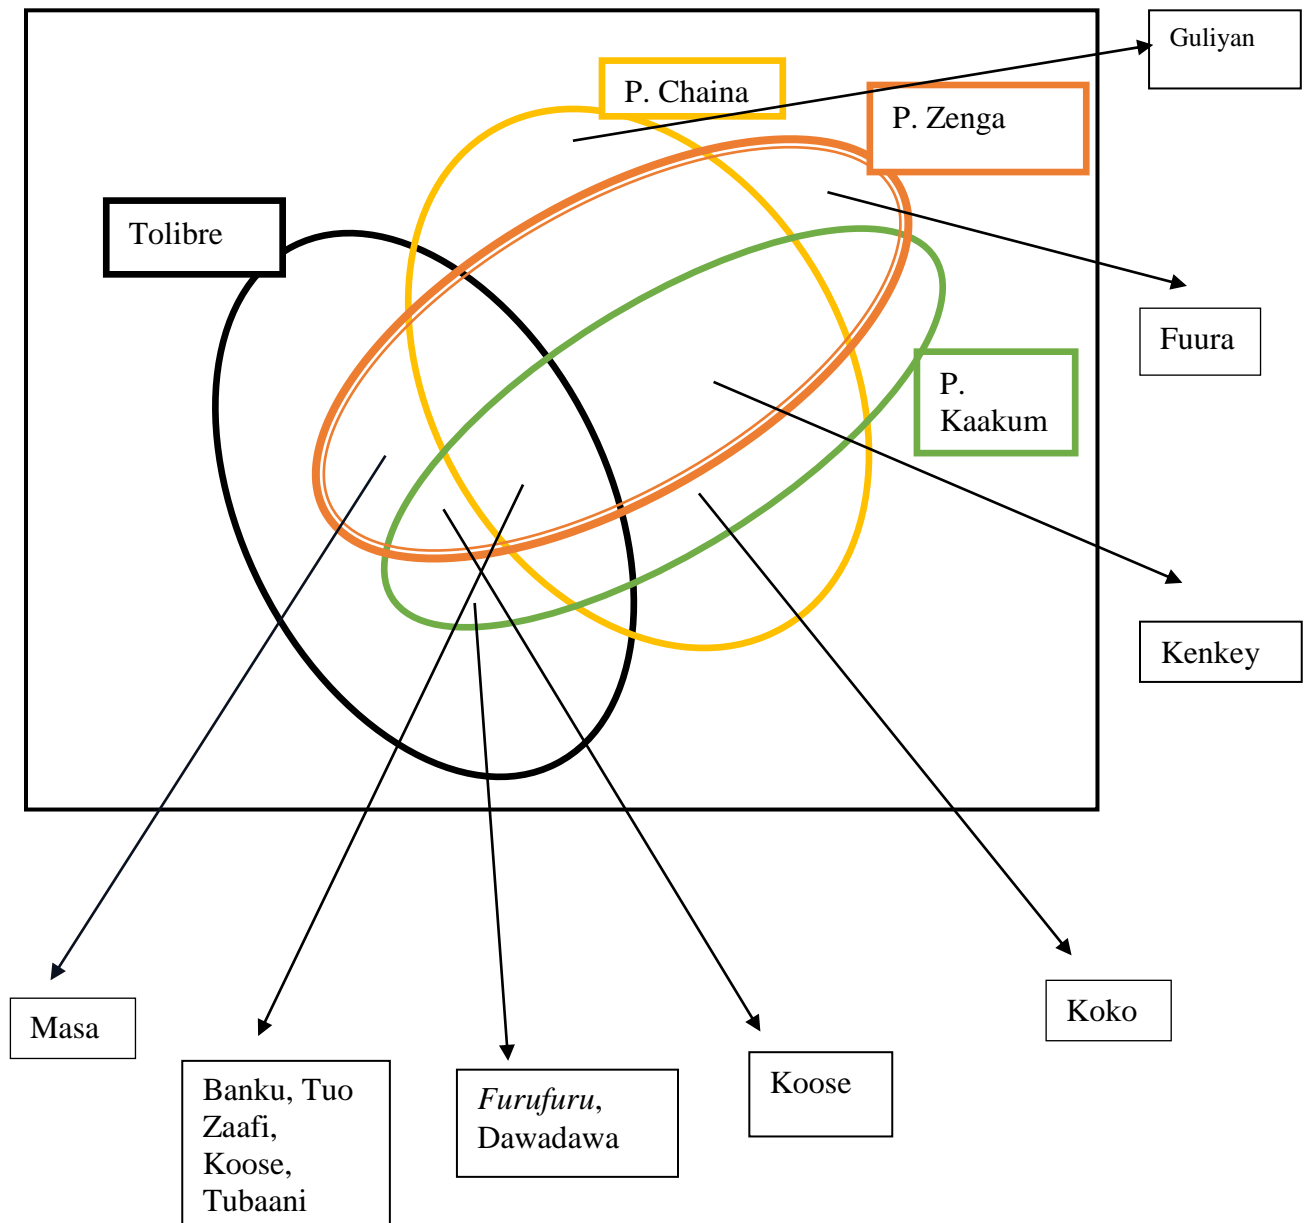 Guliyan
P. Chaina
P. Zenga
Tolibre
Fuura
P.
Kaakum
Kenkey
Koko
Masa
Koose
Banku, Tuo
Zaafi,
Koose,
Tubaani
Furufuru,
Dawadawa